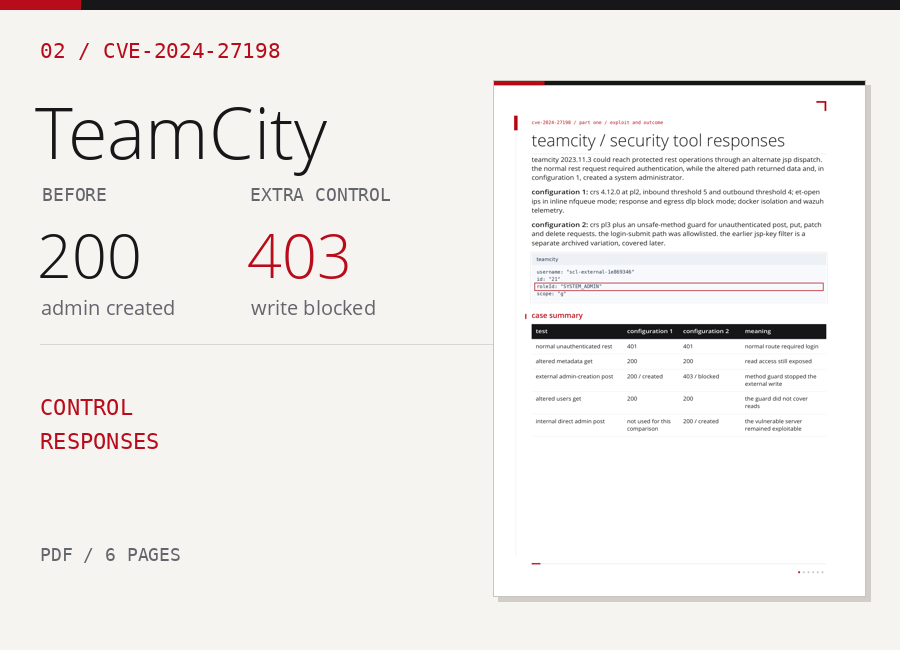 02 / CVE-2024-27198
TeamCity
BEFORE
EXTRA CONTROL
200
403
admin created
write blocked
CONTROL
RESPONSES
PDF / 6 PAGES
cve-2024-27198 / part one / exploit and outcome
teamcity / security tool responses
teamcity 2023.11.3 could reach protected rest operations through an alternate jsp dispatch.
the normal rest request required authentication, while the altered path returned data and, in
configuration 1, created a system administrator.
configuration 1: crs 4.12.0 at pl2, inbound threshold 5 and outbound threshold 4; et-open
ips in inline nfqueue mode; response and egress dlp block mode; docker isolation and wazuh
telemetry.
configuration 2: crs pl3 plus an unsafe-method guard for unauthenticated post, put, patch
and delete requests. the login-submit path was allowlisted. the earlier jsp-key filter is a
separate archived variation, covered later.
teamcity
username: "scl-external-1e869346"
id: "21"
roleId: "SYSTEM_ADMIN"
scope: "g"
case summary
test configuration 1 configuration 2 meaning
normal unauthenticated rest 401 401 normal route required login
altered metadata get 200 200 read access still exposed
external admin-creation post 200 / created 403 / blocked method guard stopped the
external write
altered users get 200 200 the guard did not cover
reads
internal direct admin post not used for this 200 / created the vulnerable server
comparison remained exploitable